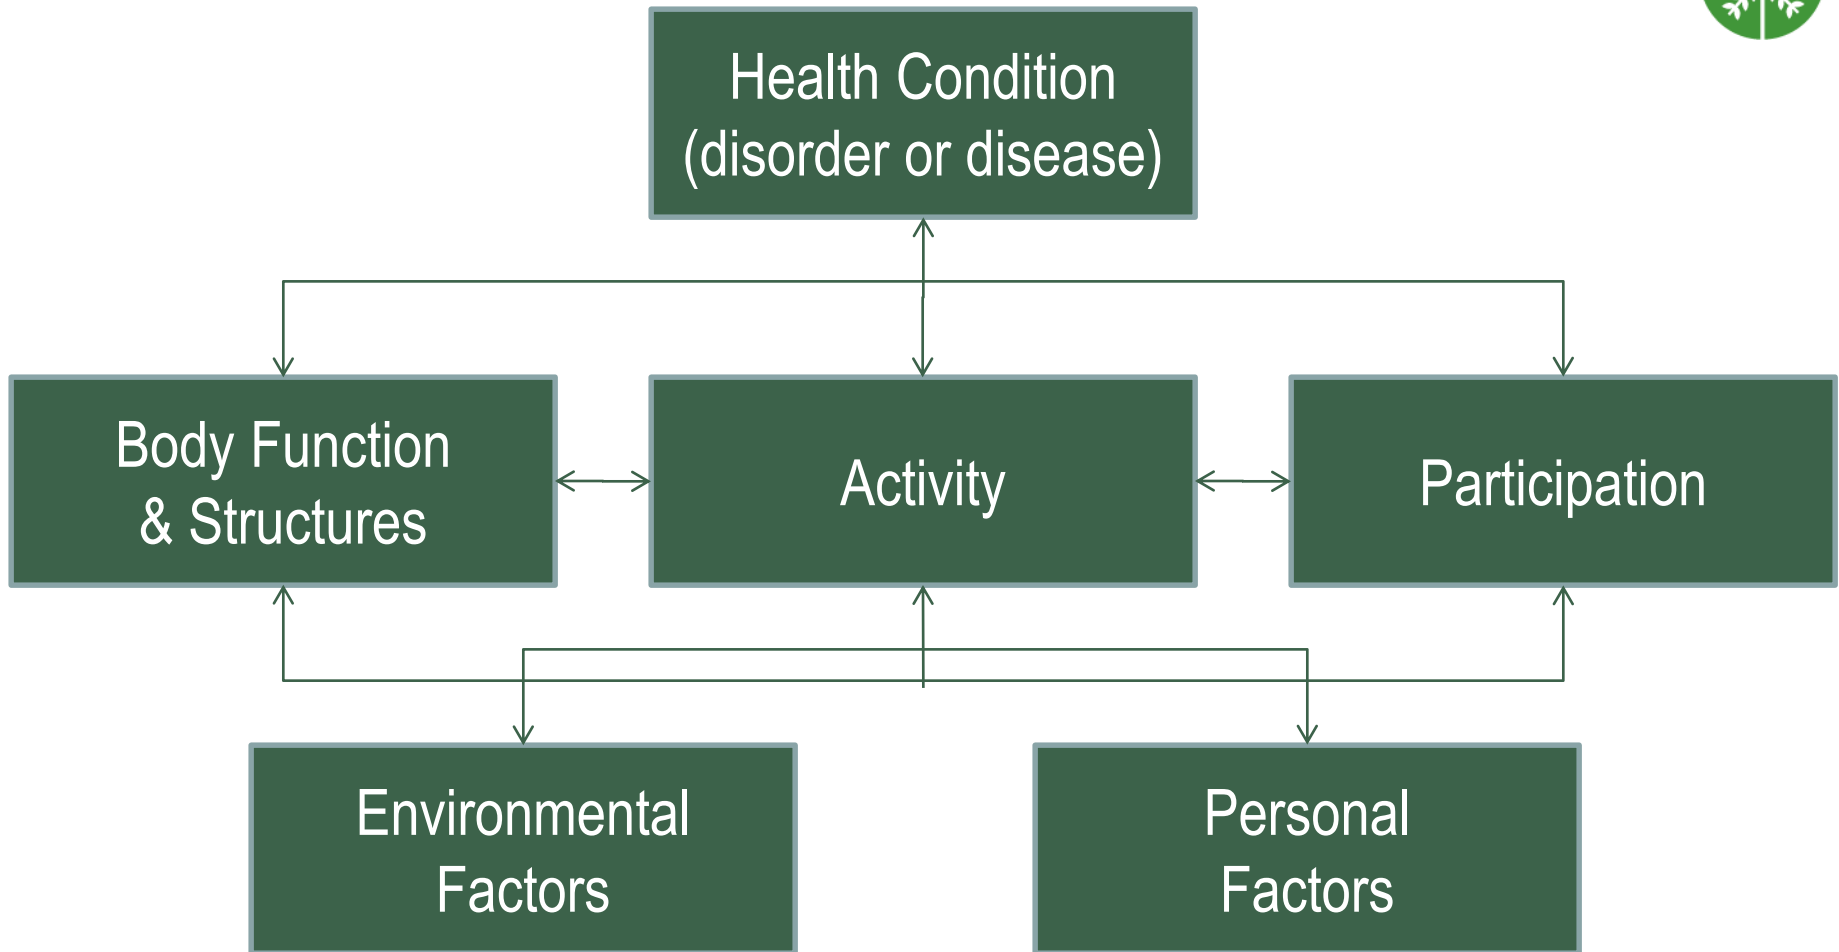 Health Condition
(disorder or disease)
Body Function
& Structures
Activity
Participation
Environmental
Factors
Personal
Factors